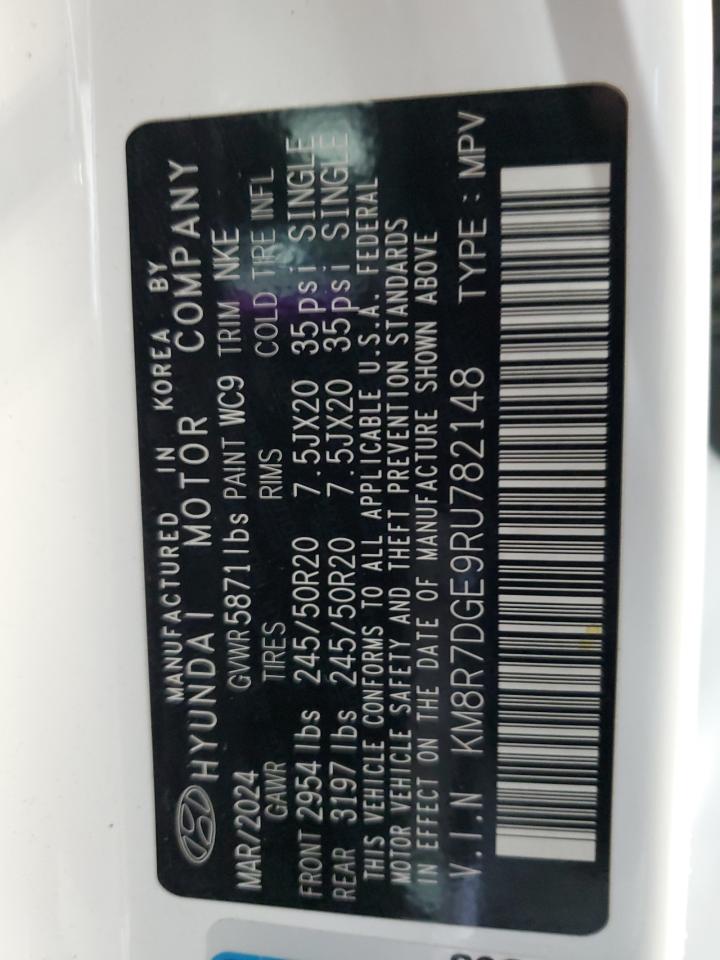 MANUFACTURED IN KOREA BY
HYUNDAI MOTOR COMPANY
MAR/2024 GVWR 5871lbs PAINT WC9 TRIM NKE
GAWR TIRES RIMS COLD TIRE INFL
FRONT 2954 lbs 245/50R20 7.5JX20 35psi SINGLE
REAR 3197 lbs 245/50R20 7.5JX20 35psi SINGLE
THIS VEHICLE CONFORMS TO ALL APPLICABLE U.S.A. FEDERAL
MOTOR VEHICLE SAFETY AND THEFT PREVENTION STANDARDS
IN EFFECT ON THE DATE OF MANUFACTURE SHOWN ABOVE
V.I.N KM8R7DGE9RU782148 TYPE : MPV